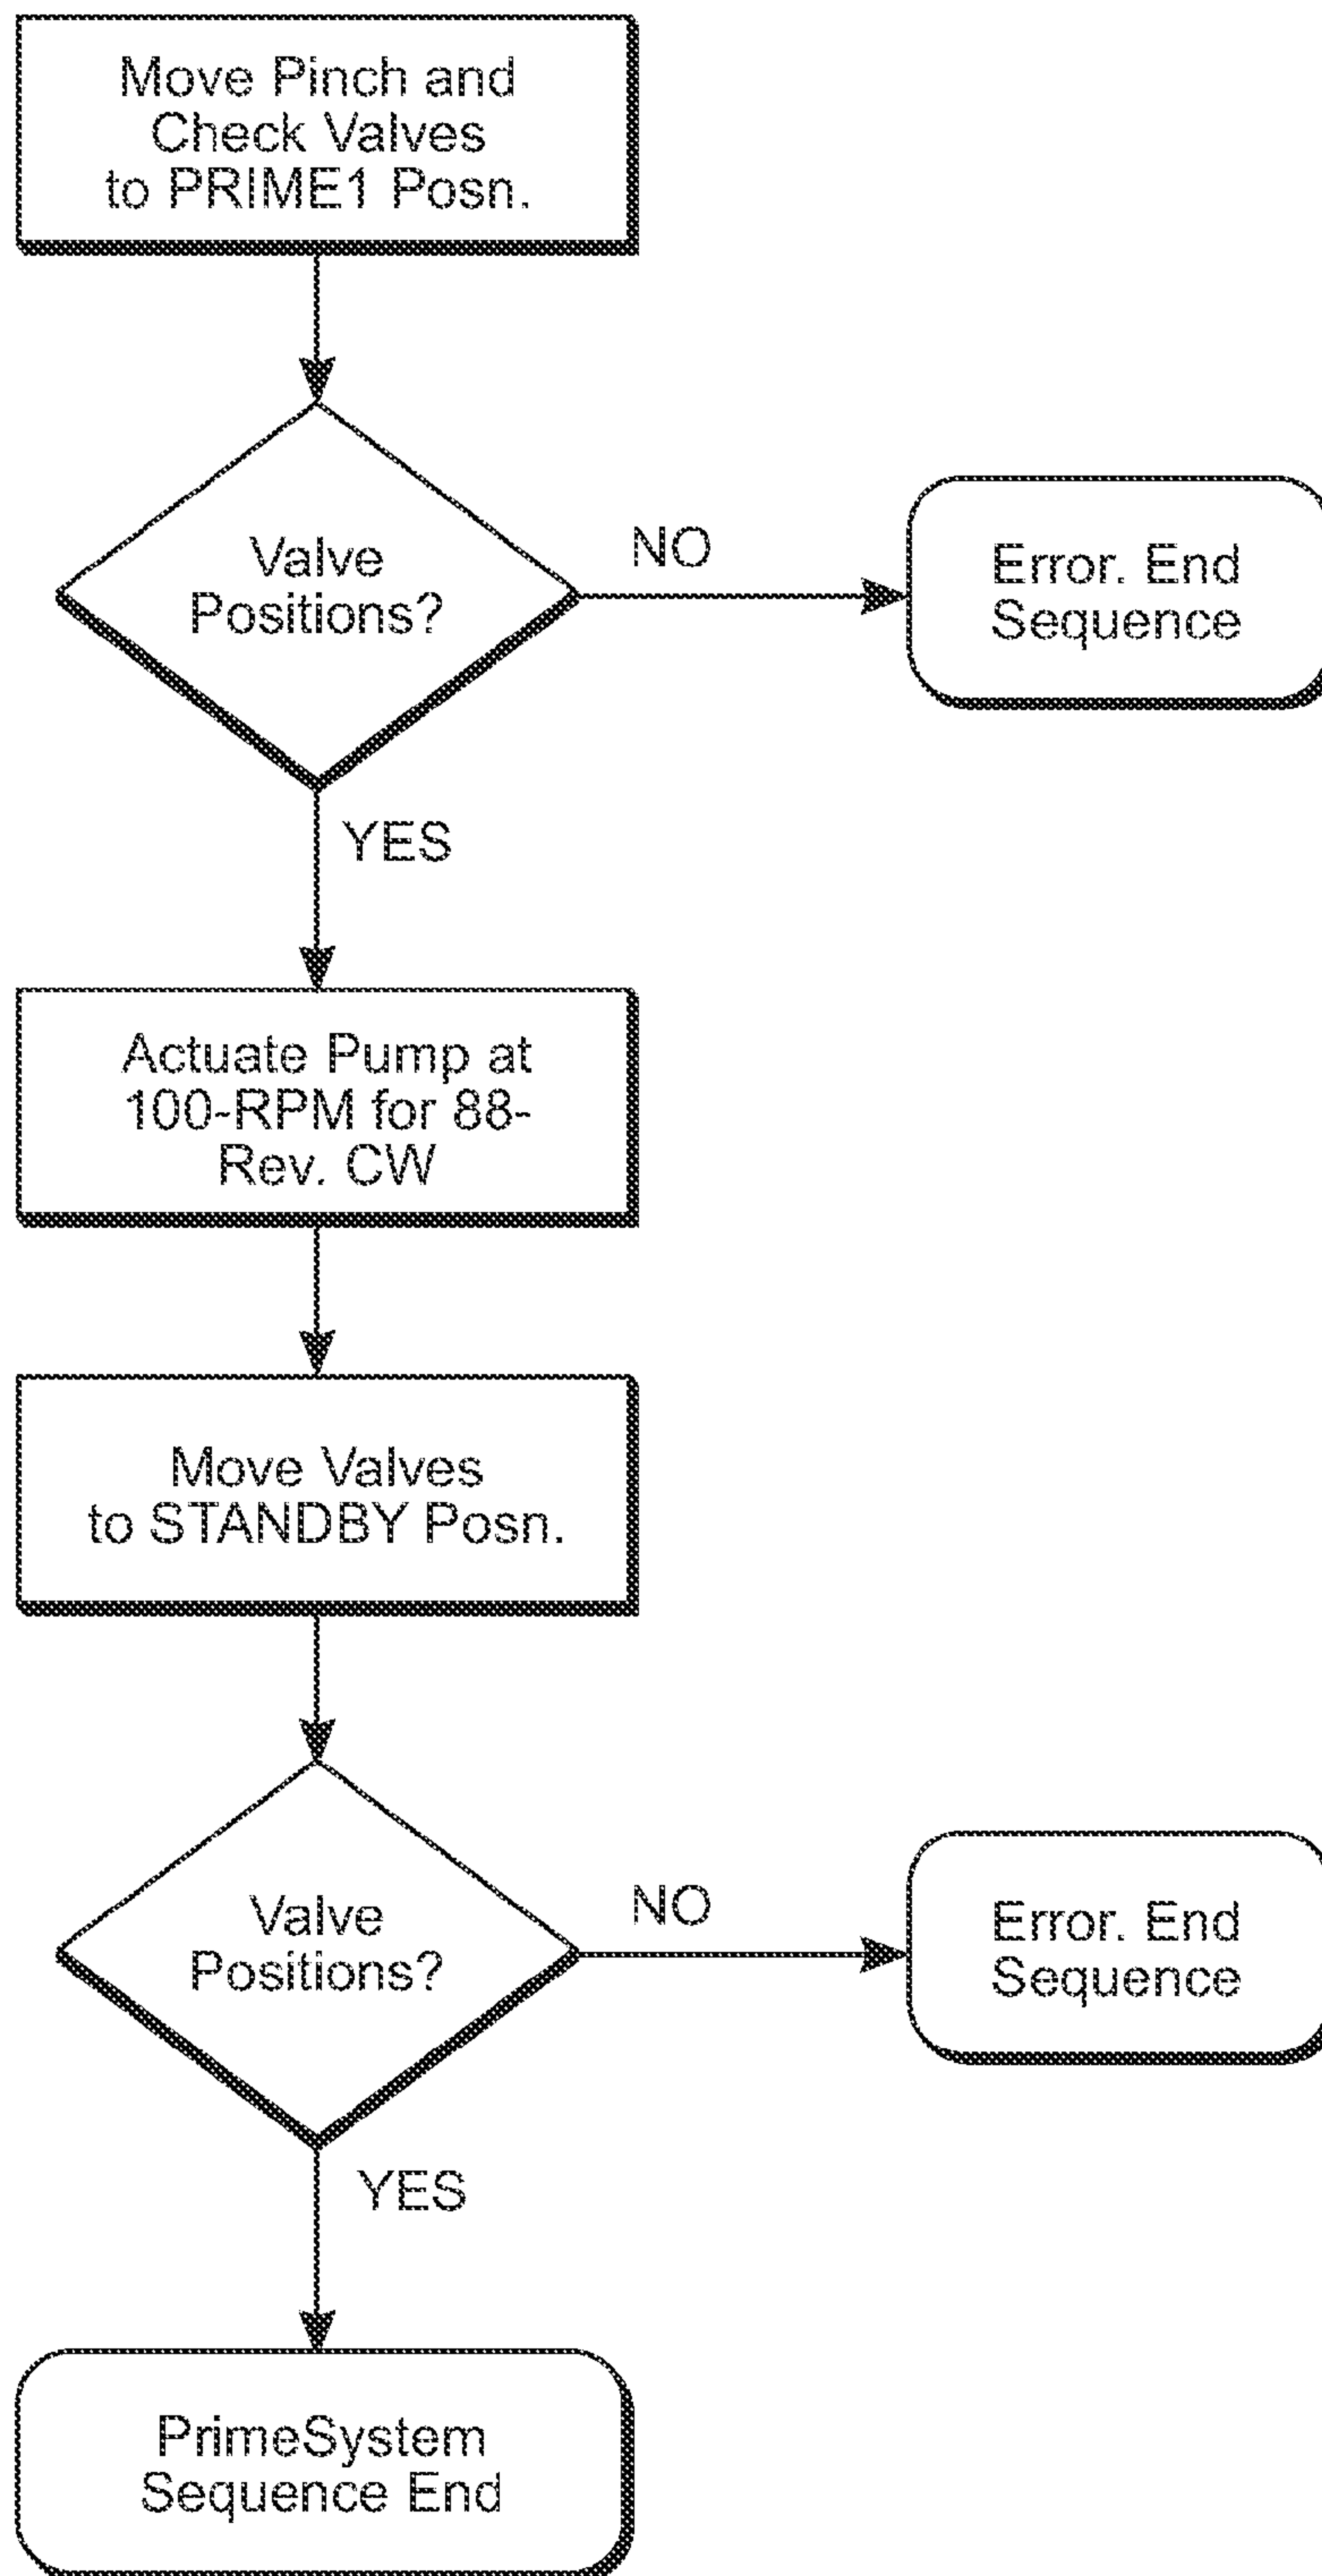 Move Pinch and
Check Valves
to PRIME1 Posn.
Valve
Positions?
NO
Error. End
Sequence
YES
Actuate Pump at
100-RPM for 88-
Rev. CW
Move Valves
to STANDBY Posn.
Valve
Positions?
NO
Error. End
Sequence
YES
PrimeSystem
Sequence End